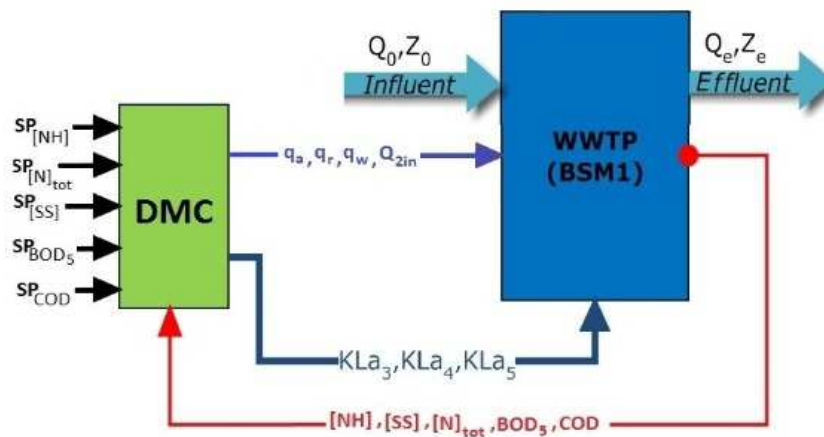 Q₀,Z₀
Influent
Qₑ,Zₑ
Effluent
WWTP
(BSM1)
SP[NH]
SP[N]tot
SP[SS]
SPBOD₅
SPCOD
DMC
qₐ, qᵣ, q_w, Q₂ᵢₙ
KLa₃,KLa₄,KLa₅
[NH],[SS],[N]tot,BOD₅,COD